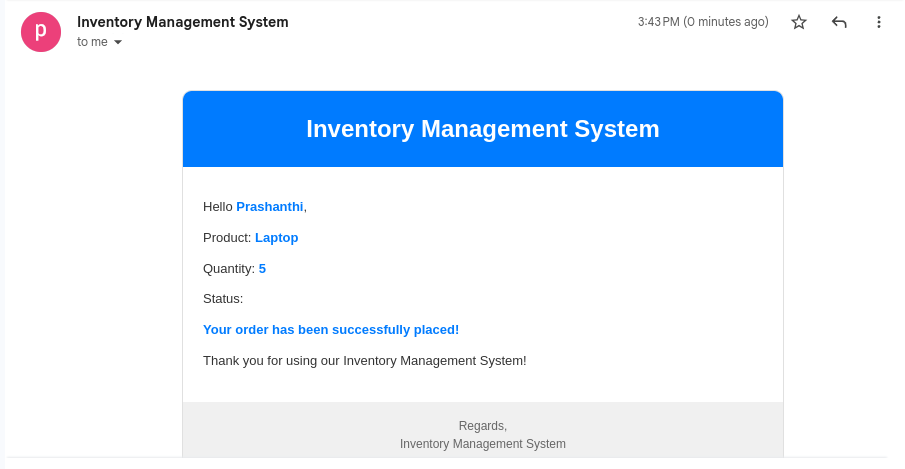 p
Inventory Management System
3:43 PM (0 minutes ago)
to me
Inventory Management System
Hello Prashanthi,
Product: Laptop
Quantity: 5
Status:
Your order has been successfully placed!
Thank you for using our Inventory Management System!
Regards,
Inventory Management System